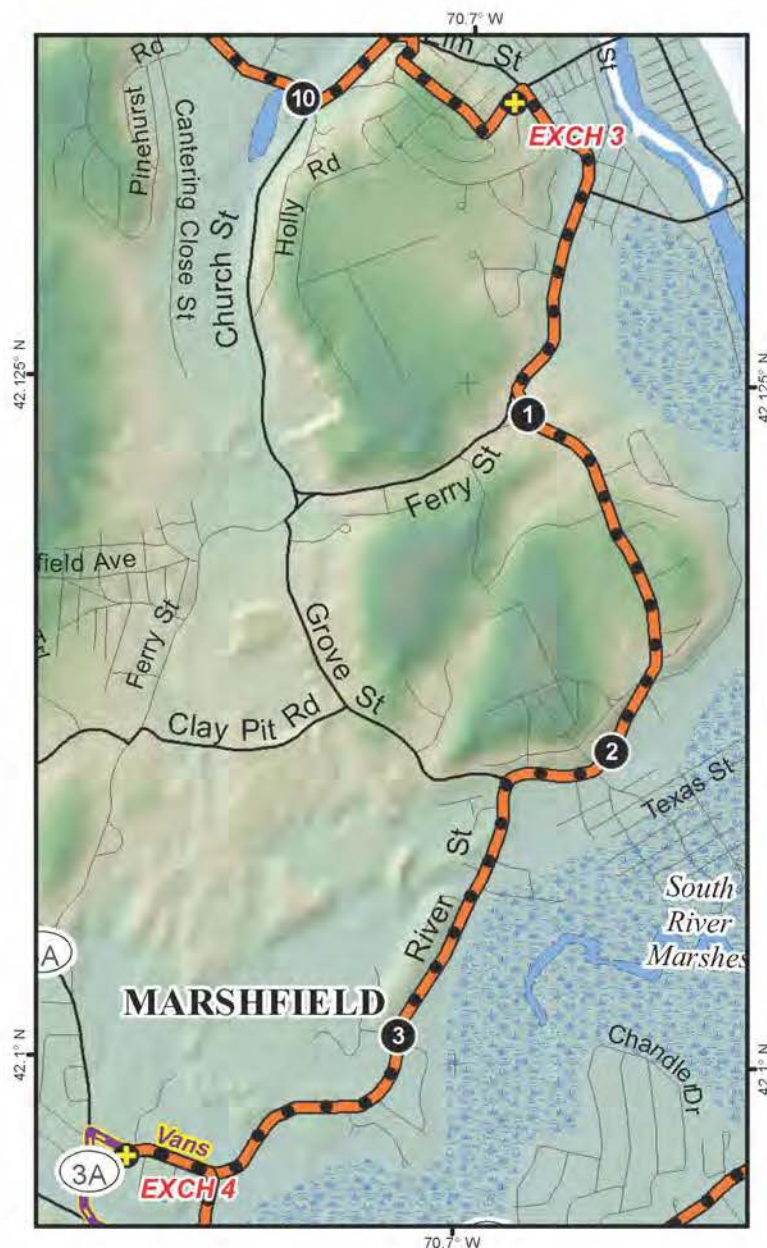 70.7° W
Elm St
St
Rd
Pinehurst
10
EXCH 3
Cantering Close St
Holly Rd
Church St
42.125° N
42.125° N
1
Ferry St
field Ave
Ferry St
Grove St
Clay Pit Rd
2
Texas St
River St
South
River
Marshes
A
MARSHFIELD
3
42.1° N
42.1° N
Chandler Dr
Vans
3A
EXCH 4
70.7° W